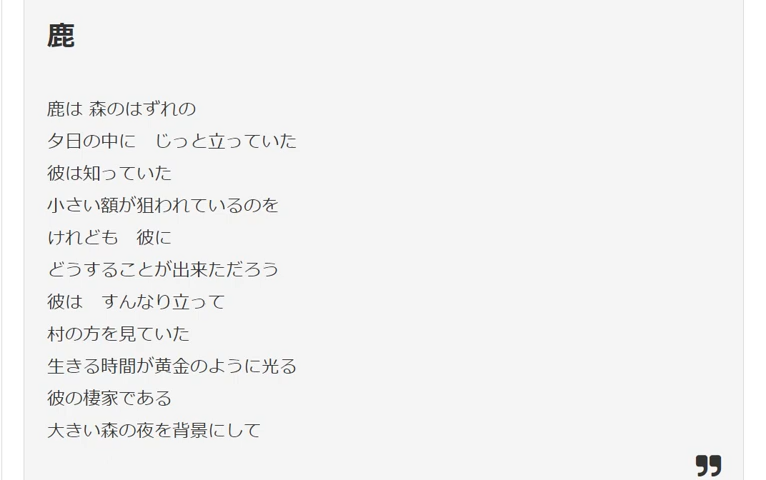 鹿
鹿は 森のはずれの
夕日の中に　じっと立っていた
彼は知っていた
小さい額が狙われているのを
けれども　彼に
どうすることが出来ただろう
彼は　すんなり立って
村の方を見ていた
生きる時間が黄金のように光る
彼の棲家である
大きい森の夜を背景にして